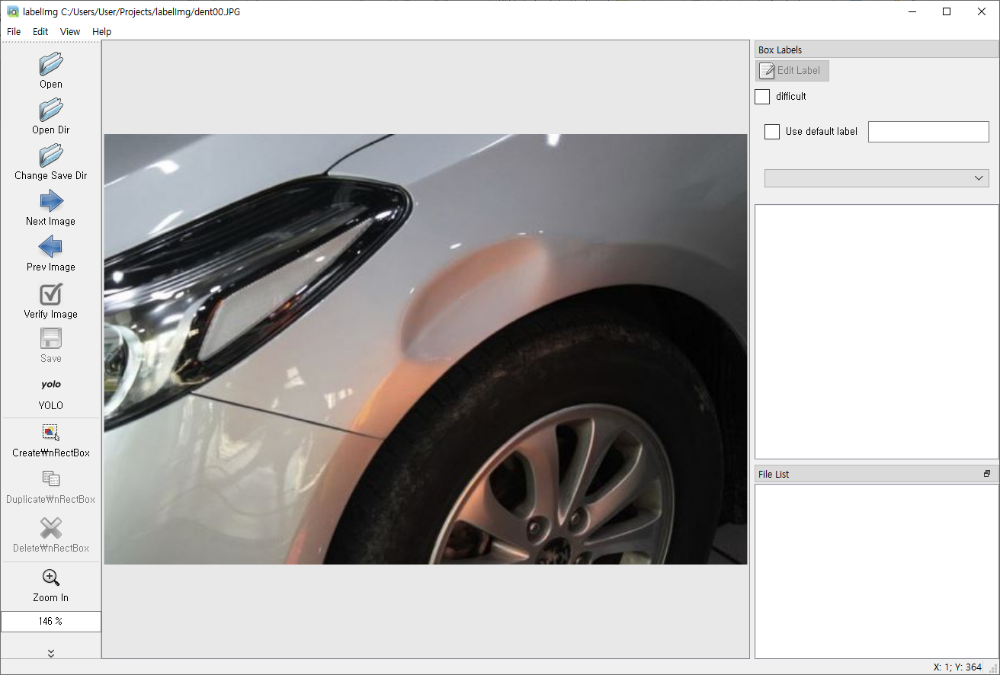 labelImg C:/Users/User/Projects/labelImg/dent00.JPG
File Edit View Help
Open
Open Dir
Change Save Dir
Next Image
Prev Image
Verify Image
Save
yolo
YOLO
Create₩nRectBox
Duplicate₩nRectBox
Delete₩nRectBox
Zoom In
146 %
Box Labels
Edit Label
difficult
Use default label
File List
X: 1; Y: 364